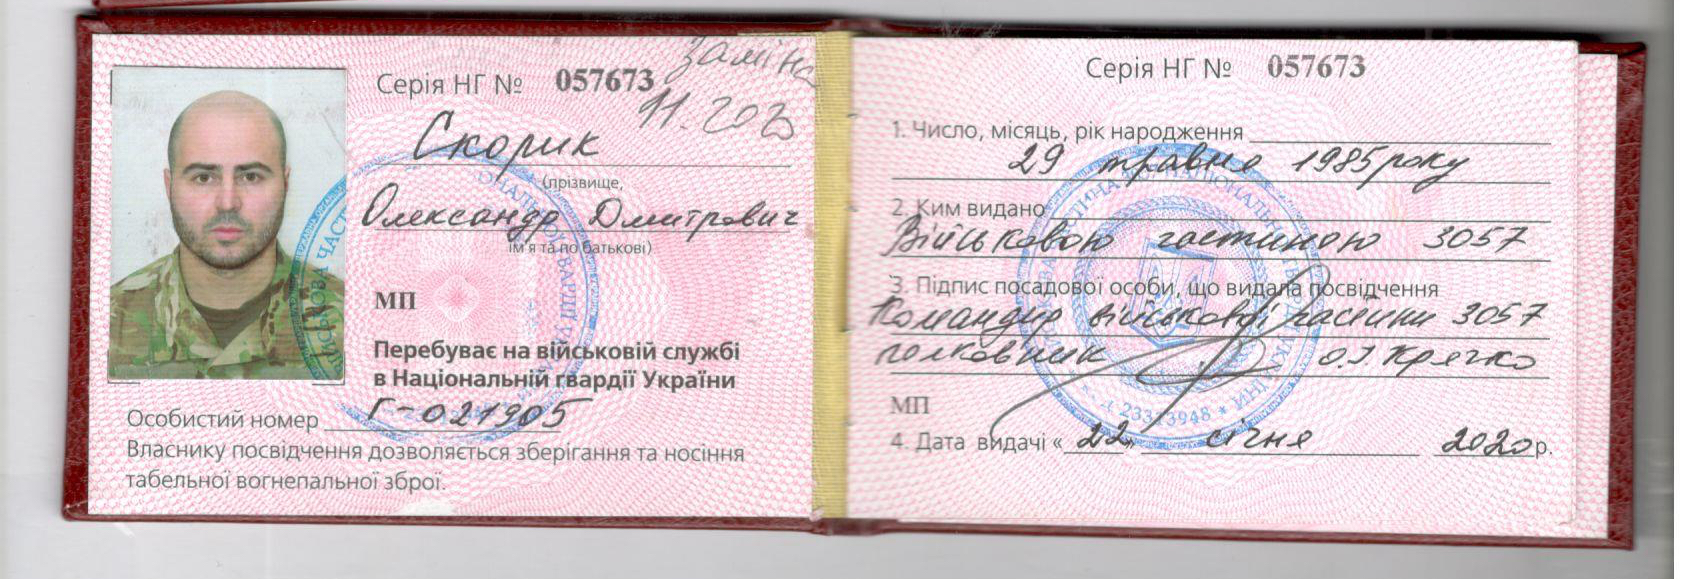 Серія НГ № 057673
Заміна
11.2025
Скорик
(прізвище,
Олександр Дмитрович
ім'я та по батькові)
МП
Перебуває на військовій службі
в Національній гвардії України
Особистий номер Г-021905
Власнику посвідчення дозволяється зберігання та носіння
табельної вогнепальної зброї.
Серія НГ № 057673
1. Число, місяць, рік народження
29 травня 1985 року
2. Ким видано
Військовою частиною 3057
3. Підпис посадової особи, що видала посвідчення
Командир військової частини 3057
полковник О.І. Крячко
МП
4. Дата видачі « 22 » січня 2020 р.